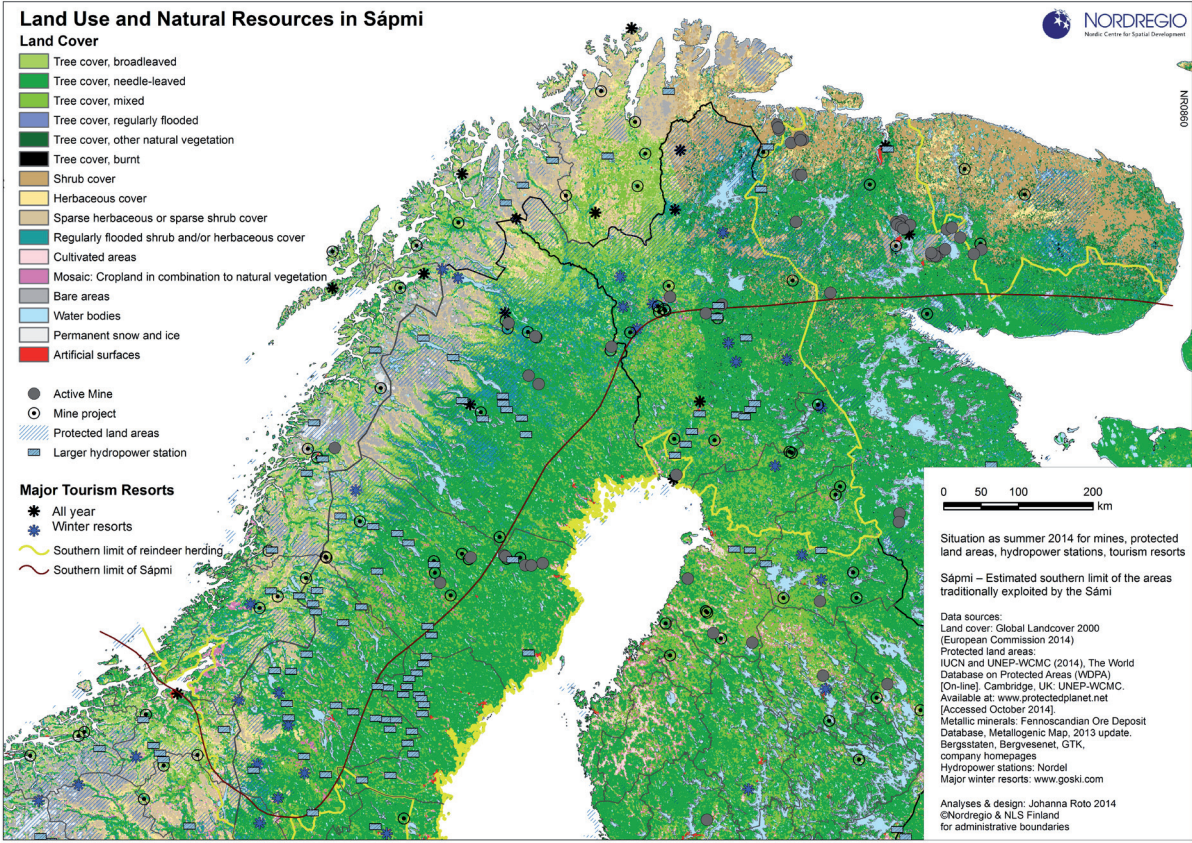 Land Use and Natural Resources in Sápmi
Land Cover
Tree cover, broadleaved
Tree cover, needle-leaved
Tree cover, mixed
Tree cover, regularly flooded
Tree cover, other natural vegetation
Tree cover, burnt
Shrub cover
Herbaceous cover
Sparse herbaceous or sparse shrub cover
Regularly flooded shrub and/or herbaceous cover
Cultivated areas
Mosaic: Cropland in combination to natural vegetation
Bare areas
Water bodies
Permanent snow and ice
Artificial surfaces
Active Mine
Mine project
Protected land areas
Larger hydropower station
Major Tourism Resorts
All year
Winter resorts
Southern limit of reindeer herding
Southern limit of Sápmi
NORDREGIO
Nordic Centre for Spatial Development
NR0860
0 50 100 200
km
Situation as summer 2014 for mines, protected
land areas, hydropower stations, tourism resorts
Sápmi – Estimated southern limit of the areas
traditionally exploited by the Sámi
Data sources:
Land cover: Global Landcover 2000
(European Commission 2014)
Protected land areas:
IUCN and UNEP-WCMC (2014), The World
Database on Protected Areas (WDPA)
[On-line]. Cambridge, UK: UNEP-WCMC.
Available at: www.protectedplanet.net
[Accessed October 2014].
Metallic minerals: Fennoscandian Ore Deposit
Database, Metallogenic Map, 2013 update.
Bergsstaten, Bergvesenet, GTK,
company homepages
Hydropower stations: Nordel
Major winter resorts: www.goski.com
Analyses & design: Johanna Roto 2014
©Nordregio & NLS Finland
for administrative boundaries